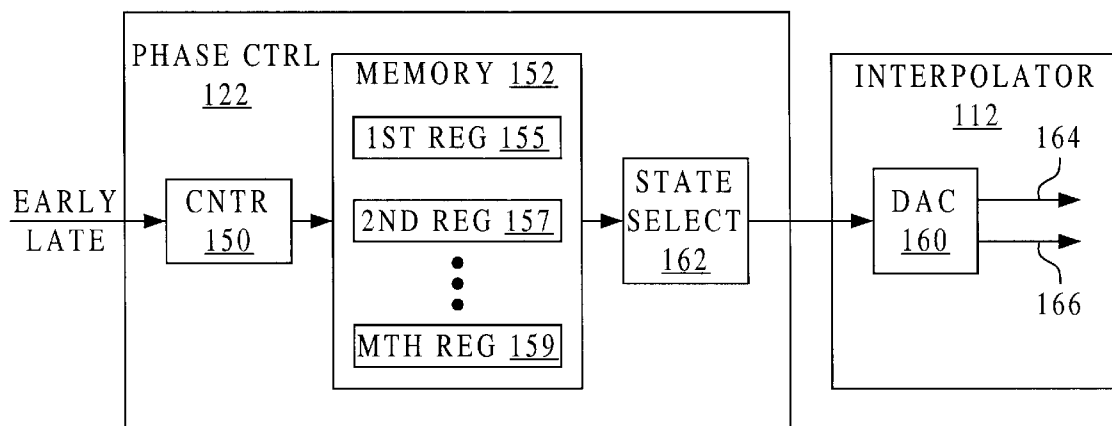 PHASE CTRL
122
MEMORY 152
1ST REG 155
2ND REG 157
MTH REG 159
EARLY
LATE
CNTR
150
STATE
SELECT
162
INTERPOLATOR
112
DAC
160
164
166